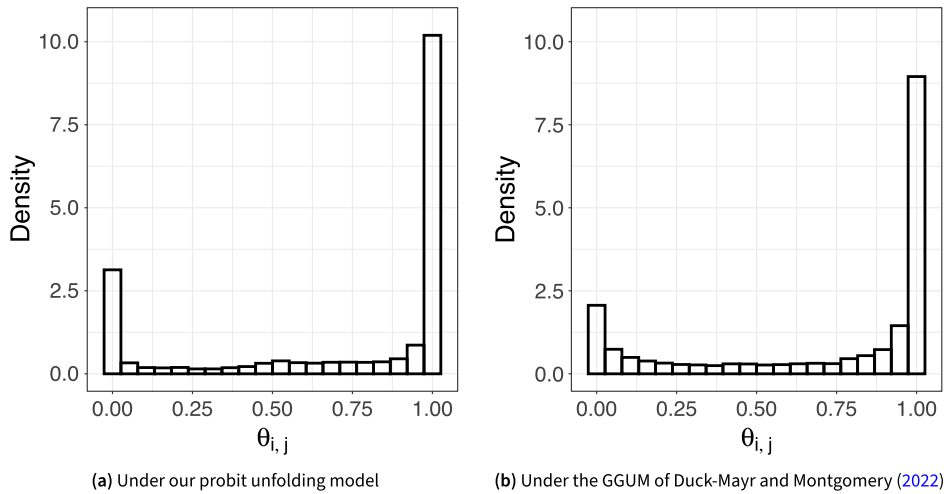 10.0
7.5
5.0
2.5
0.0
Density
0.00 0.25 0.50 0.75 1.00
θi, j
(a) Under our probit unfolding model
10.0
7.5
5.0
2.5
0.0
Density
0.00 0.25 0.50 0.75 1.00
θi, j
(b) Under the GGUM of Duck-Mayr and Montgomery (2022)